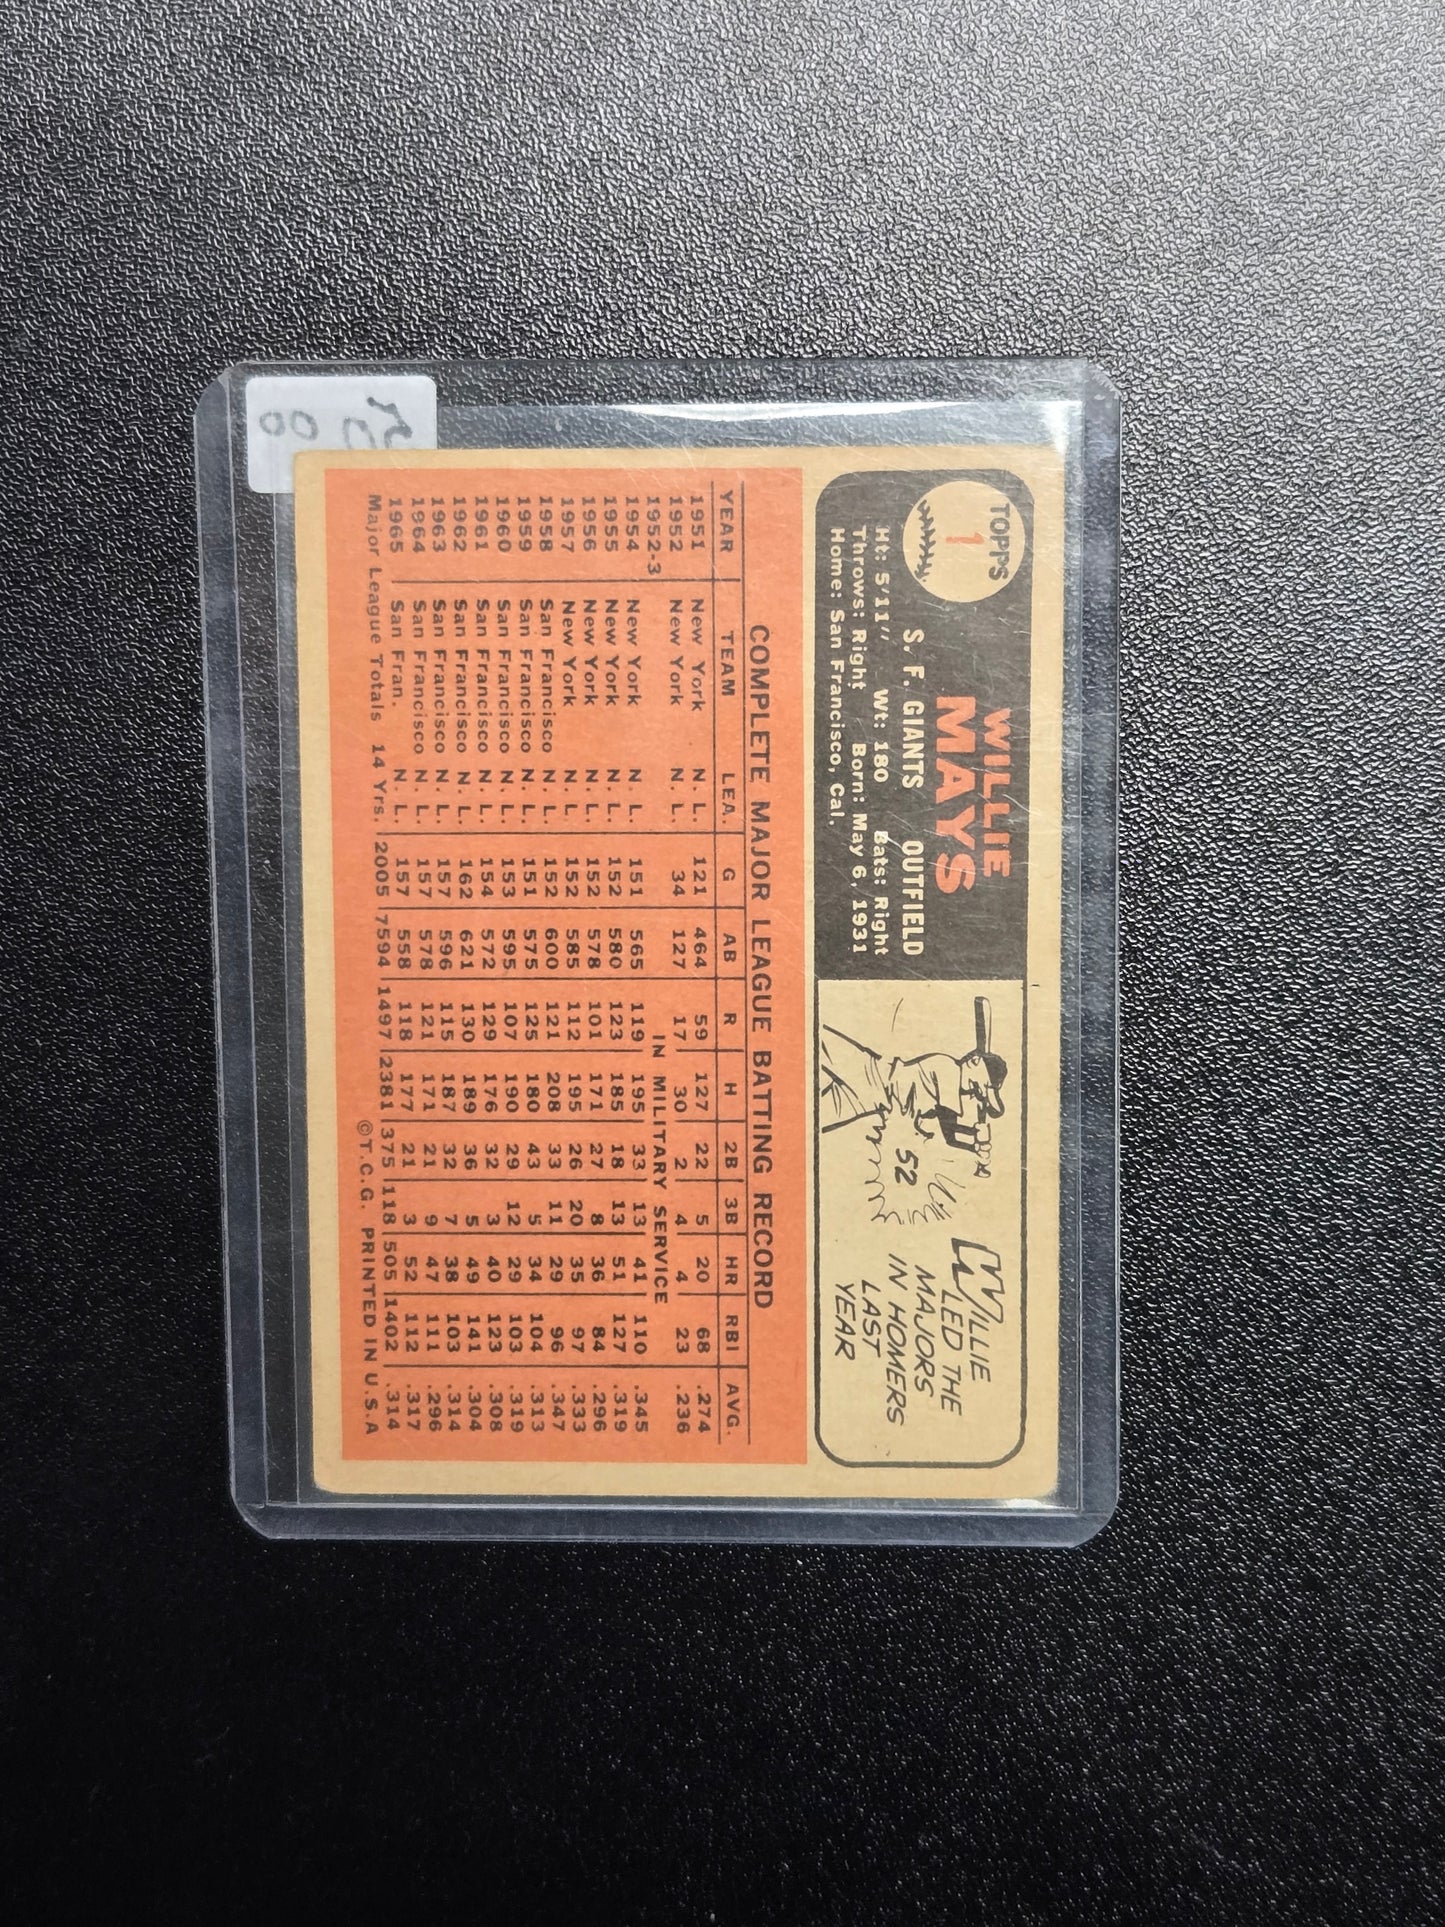 TOPPS
1
WILLIE
MAYS
S. F. GIANTS OUTFIELD
Ht: 5'11" Wt: 180 Bats: Right
Throws: Right Born: May 6, 1931
Home: San Francisco, Cal.
52
WILLIE
LED THE
MAJORS
IN HOMERS
LAST
YEAR
COMPLETE MAJOR LEAGUE BATTING RECORD
YEAR TEAM LEA G AB R H 2B 3B HR RBI AVG.
1951 New York N. L. 121 464 59 127 22 5 20 68 .274
1952 New York N. L. 34 127 17 30 2 4 4 23 .236
1952-3 IN MILITARY SERVICE
1954 New York N. L. 151 565 119 195 33 13 41 110 .345
1955 New York N. L. 152 580 123 185 18 13 51 127 .319
1956 New York N. L. 152 578 101 171 27 8 36 84 .296
1957 New York N. L. 152 585 112 195 26 20 35 97 .333
1958 San Francisco N. L. 152 600 121 208 33 11 29 96 .347
1959 San Francisco N. L. 151 575 125 180 43 5 34 104 .313
1960 San Francisco N. L. 153 595 107 190 29 12 29 103 .319
1961 San Francisco N. L. 154 572 129 176 32 3 40 123 .308
1962 San Francisco N. L. 162 621 130 189 36 5 49 141 .304
1963 San Francisco N. L. 157 596 115 187 32 7 38 103 .314
1964 San Francisco N. L. 157 578 121 171 21 9 47 111 .296
1965 San Fran. N. L. 157 558 118 177 21 3 52 112 .317
Major League Totals 14 Yrs. 2005 7594 1497 2381 375 118 505 1402 .314
©T.C.G. PRINTED IN U.S.A